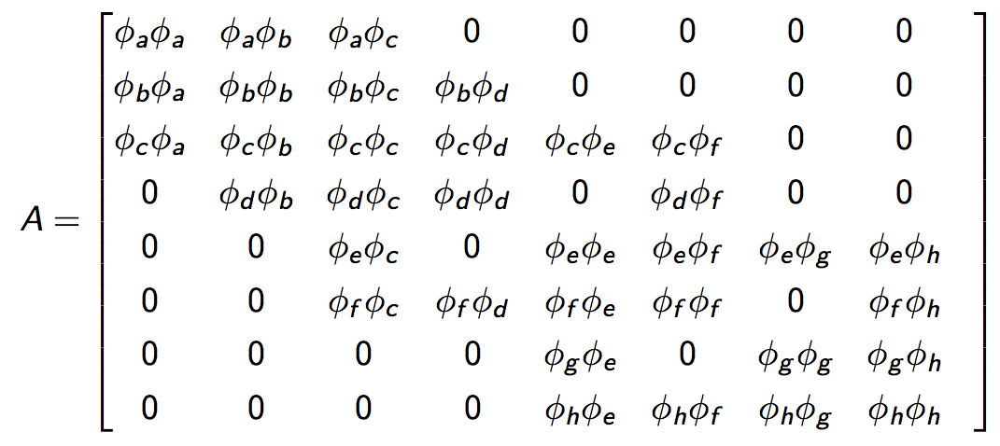 ϕaϕa ϕaϕb ϕaϕc 0 0 0 0 0
ϕbϕa ϕbϕb ϕbϕc ϕbϕd 0 0 0 0
ϕcϕa ϕcϕb ϕcϕc ϕcϕd ϕcϕe ϕcϕf 0 0
0 ϕdϕb ϕdϕc ϕdϕd 0 ϕdϕf 0 0
A =
0 0 ϕeϕc 0 ϕeϕe ϕeϕf ϕeϕg ϕeϕh
0 0 ϕfϕc ϕfϕd ϕfϕe ϕfϕf 0 ϕfϕh
0 0 0 0 ϕgϕe 0 ϕgϕg ϕgϕh
0 0 0 0 ϕhϕe ϕhϕf ϕhϕg ϕhϕh